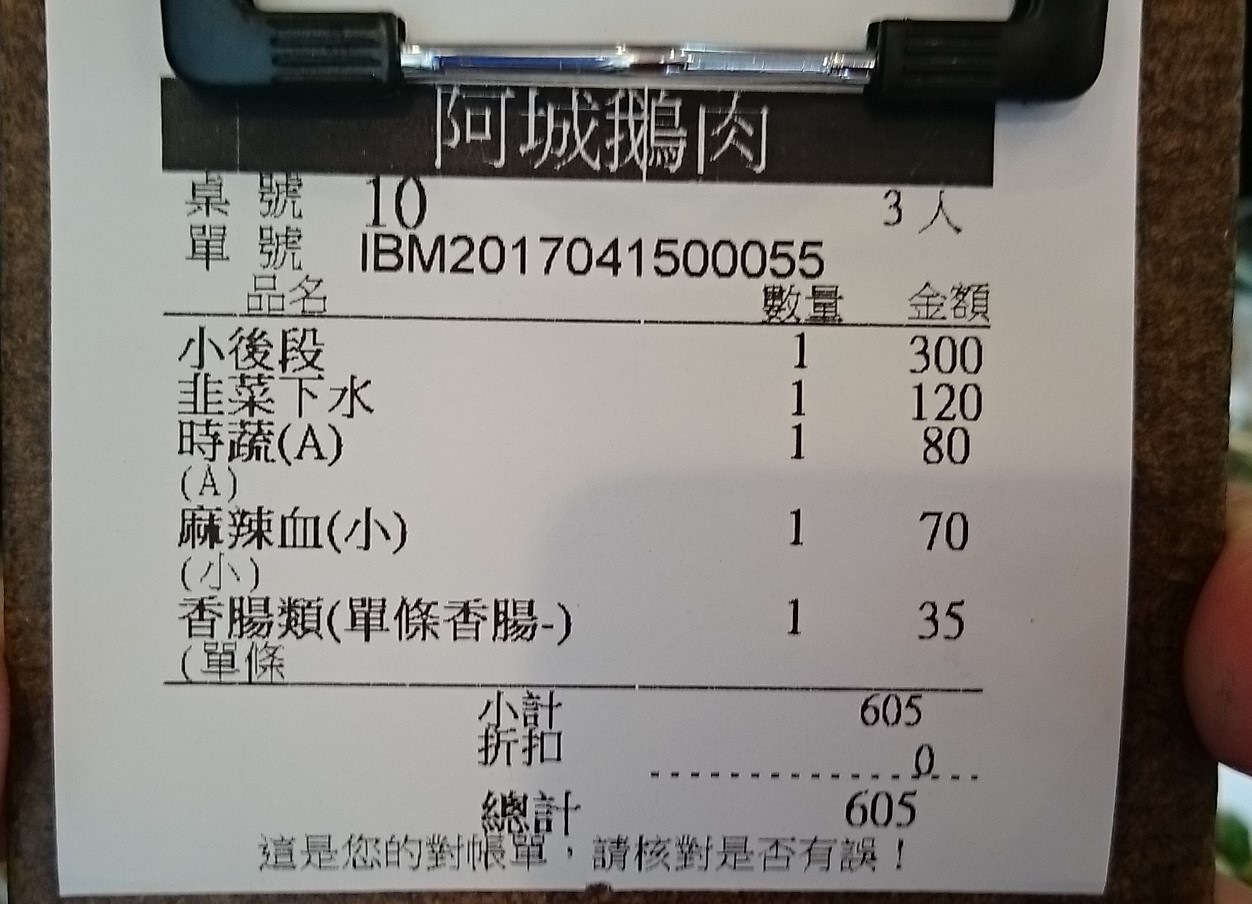 阿城鵝肉
桌 號 10 3 人
單 號 IBM2017041500055
品名 數量 金額
小後段 1 300
韭菜下水 1 120
時蔬(A) 1 80
(A)
麻辣血(小) 1 70
(小)
香腸類(單條香腸-) 1 35
(單條
小計 605
折扣 0
總計 605
這是您的對帳單，請核對是否有誤！